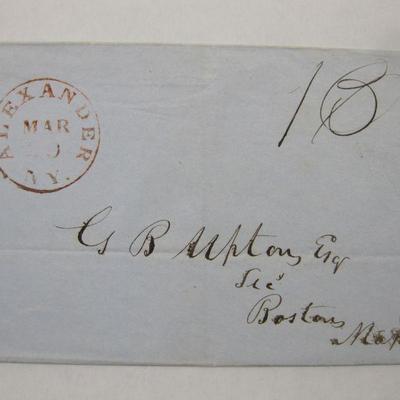 ALEXANDER
MAR
N.Y.
18
G B Upton Esq
Boston